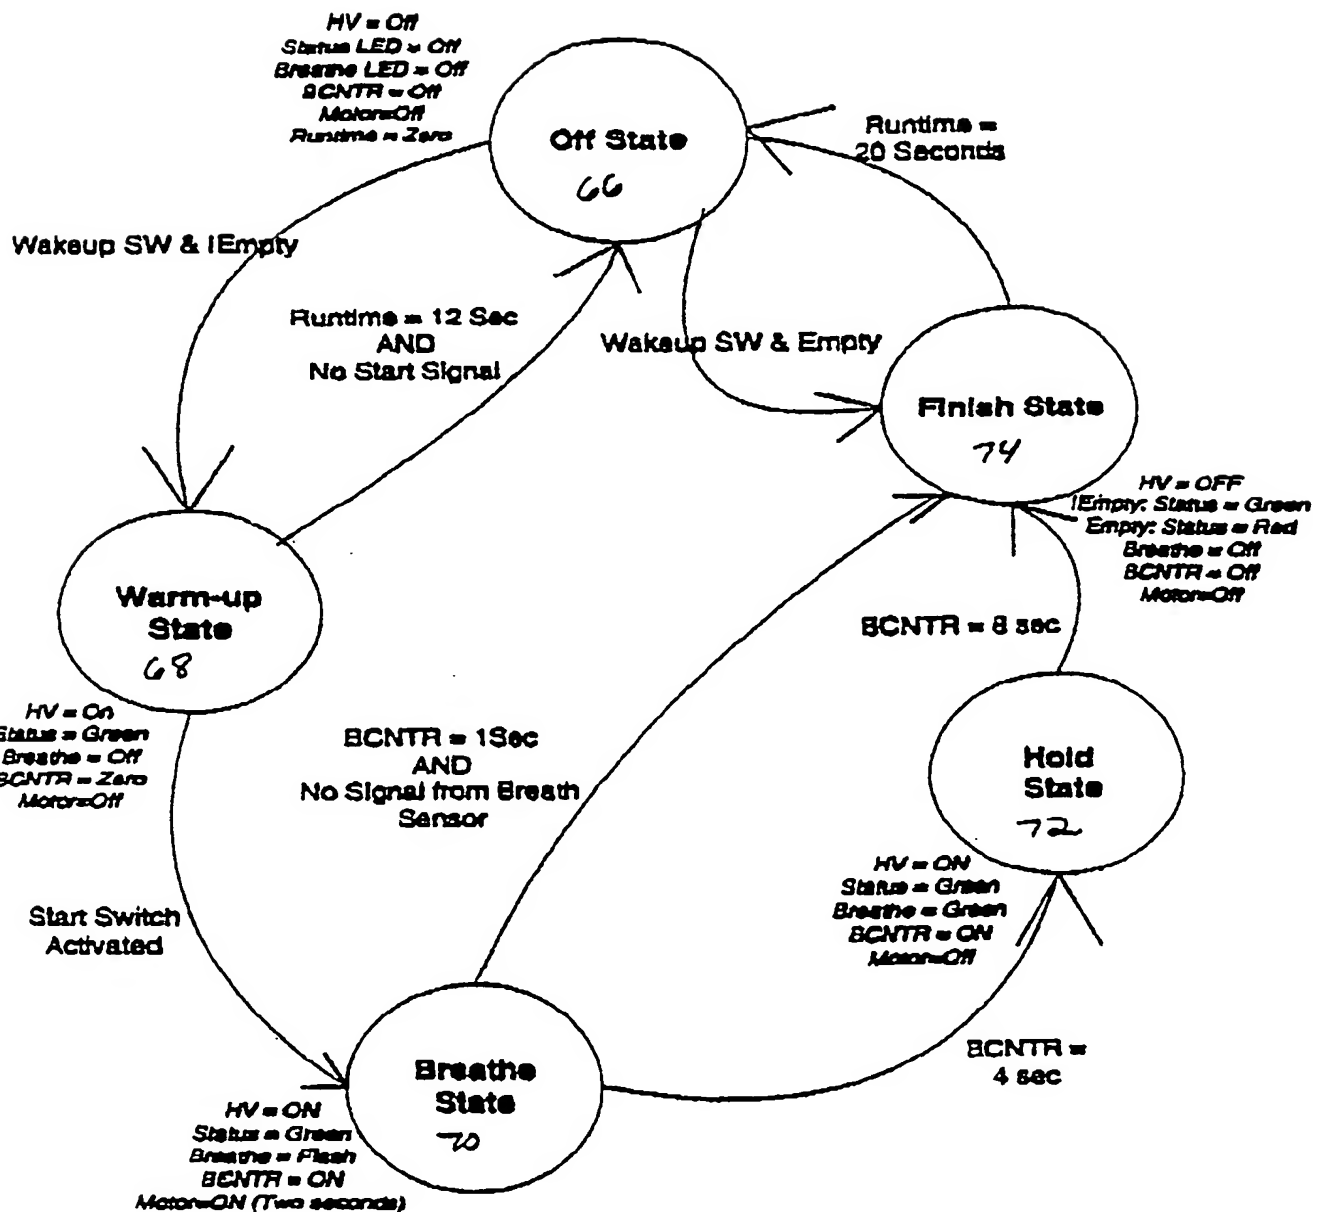 HV = Off
Status LED = Off
Breathe LED = Off
BCNTR = Off
Motor=Off
Runtime = Zero
Off State
66
Runtime =
20 Seconds
Wakeup SW & !Empty
Runtime = 12 Sec
AND
No Start Signal
Wakeup SW & Empty
Finish State
74
HV = OFF
!Empty: Status = Green
Empty: Status = Red
Breathe = Off
BCNTR = Off
Motor=Off
Warm-up
State
68
HV = On
Status = Green
Breathe = Off
BCNTR = Zero
Motor=Off
BCNTR = 8 sec
BCNTR = 1Sec
AND
No Signal from Breath
Sensor
Hold
State
72
HV = ON
Status = Green
Breathe = Green
BCNTR = ON
Motor=Off
Start Switch
Activated
BCNTR =
4 sec
Breathe
State
70
HV = ON
Status = Green
Breathe = Flash
BCNTR = ON
Motor=ON (Two seconds)